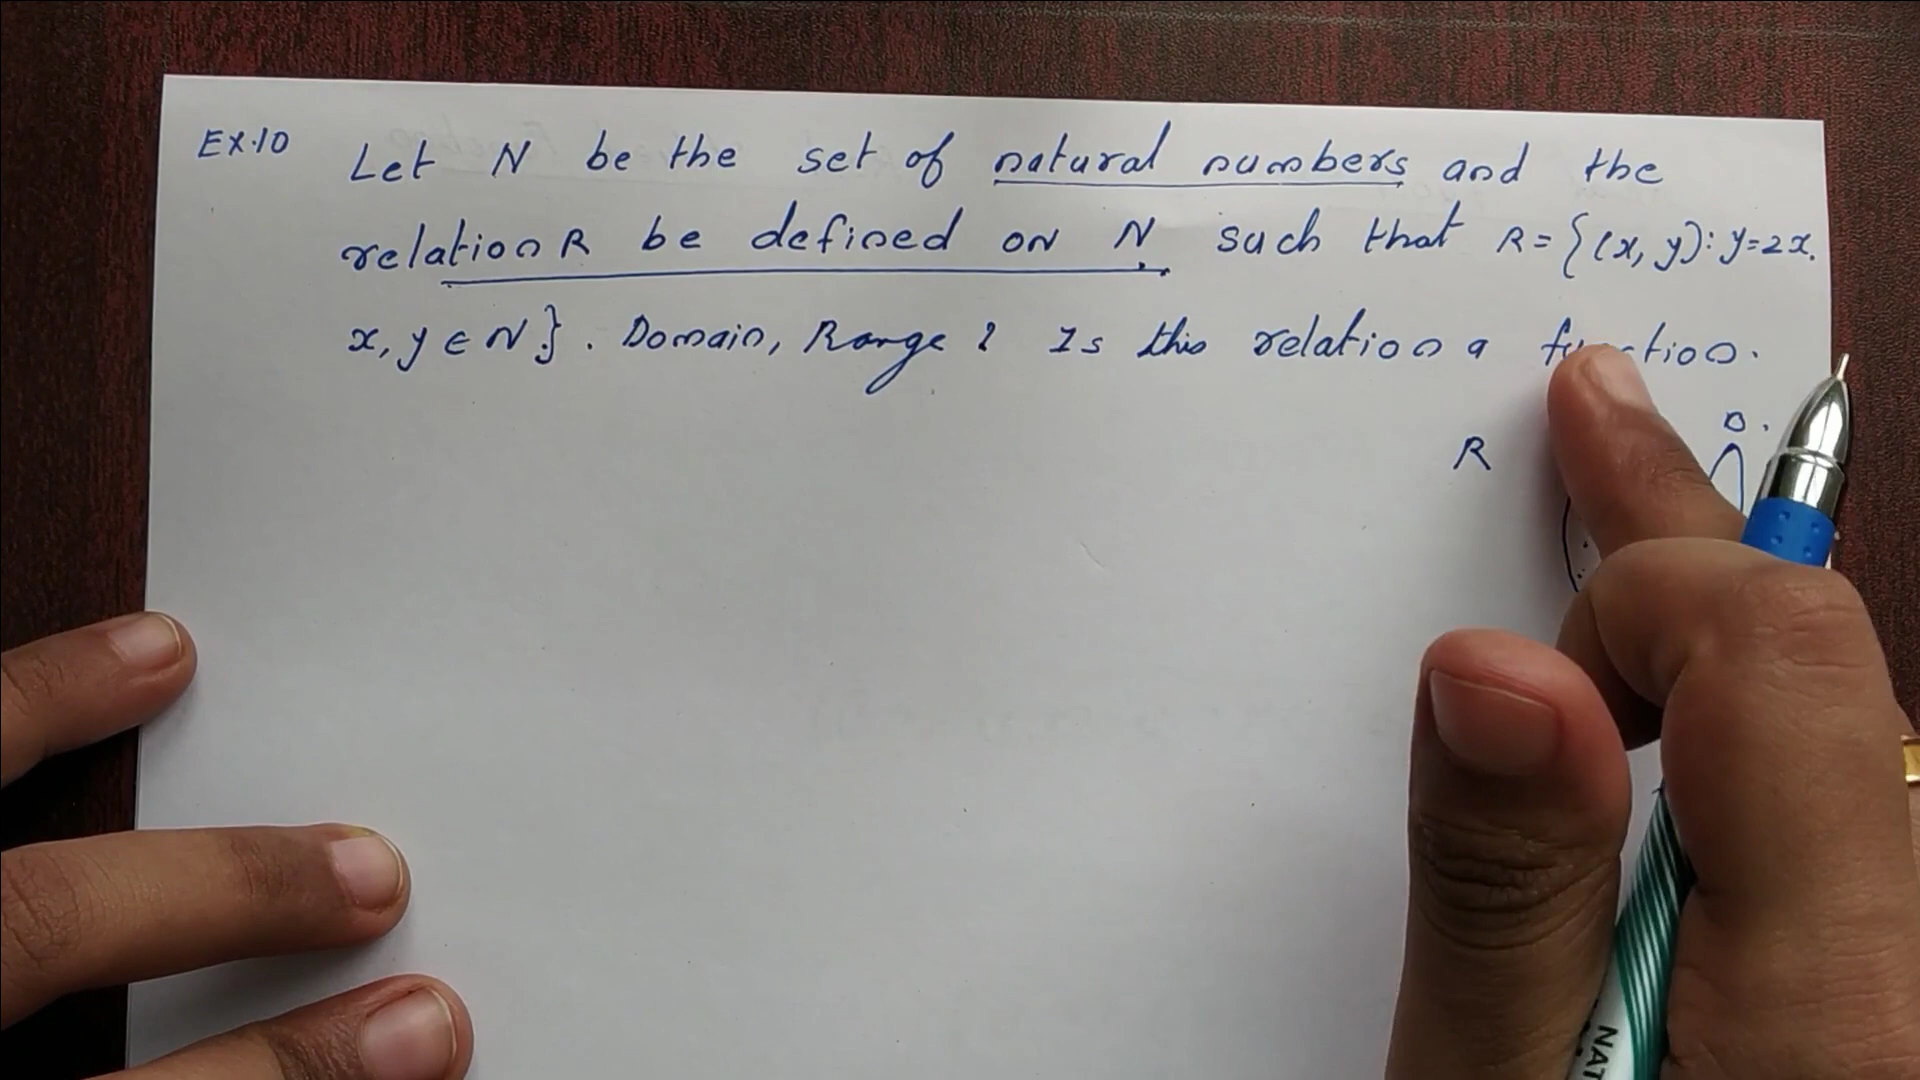 Ex.10 Let N be the set of natural numbers and the
relation R be defined on N such that R = {(x, y): y=2x.
x, y ∈ N}. Domain, Range ? Is this relation a function.
R
NAT